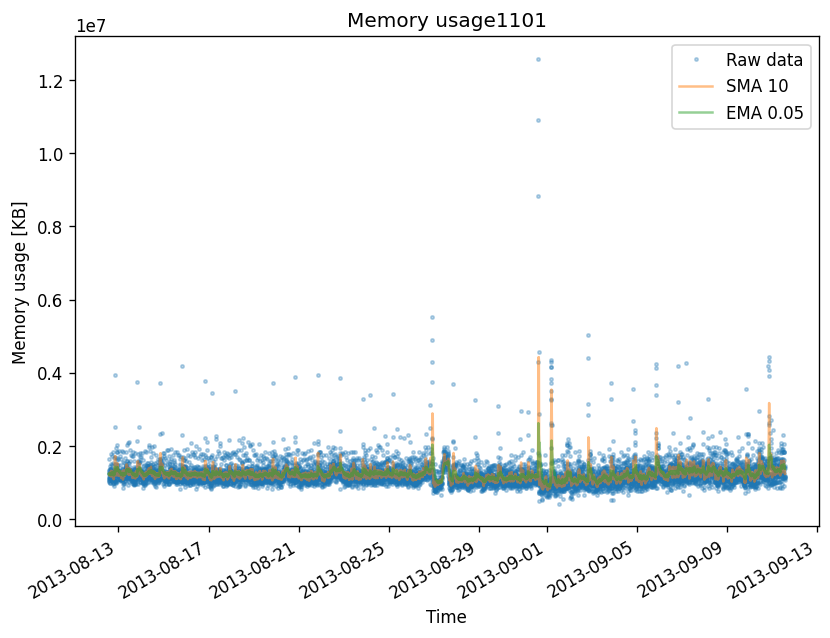 Memory usage1101
1e7
Raw data
SMA 10
EMA 0.05
1.2
1.0
0.8
0.6
0.4
0.2
0.0
Memory usage [KB]
2013-08-13
2013-08-17
2013-08-21
2013-08-25
2013-08-29
2013-09-01
2013-09-05
2013-09-09
2013-09-13
Time